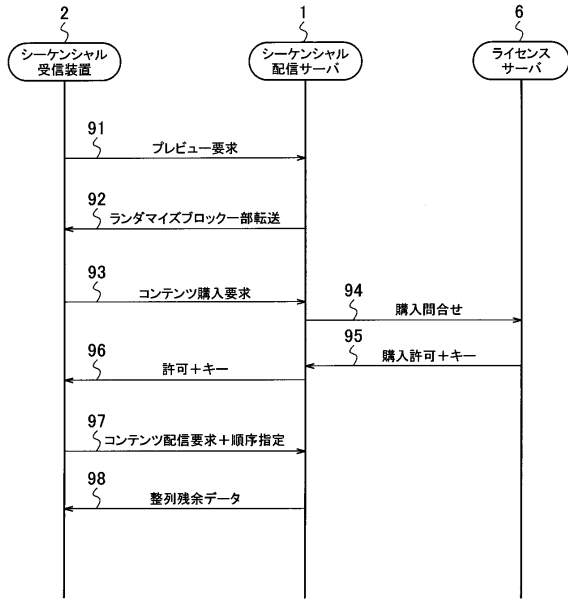 2
1
6
シーケンシャル
受信装置
シーケンシャル
配信サーバ
ライセンス
サーバ
91
プレビュー要求
92
ランダマイズブロック一部転送
93
コンテンツ購入要求
94
購入問合せ
95
購入許可+キー
96
許可+キー
97
コンテンツ配信要求+順序指定
98
整列残余データ